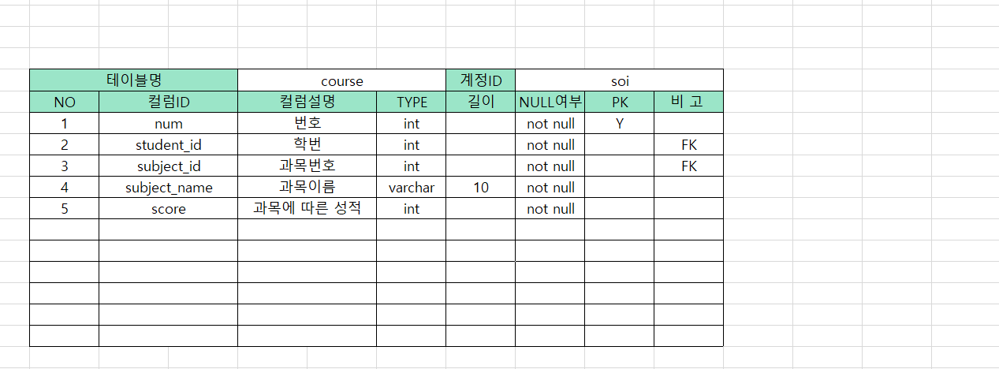 테이블명 course 계정ID soi
NO 컬럼ID 컬럼설명 TYPE 길이 NULL여부 PK 비 고
1 num 번호 int not null Y
2 student_id 학번 int not null FK
3 subject_id 과목번호 int not null FK
4 subject_name 과목이름 varchar 10 not null
5 score 과목에 따른 성적 int not null